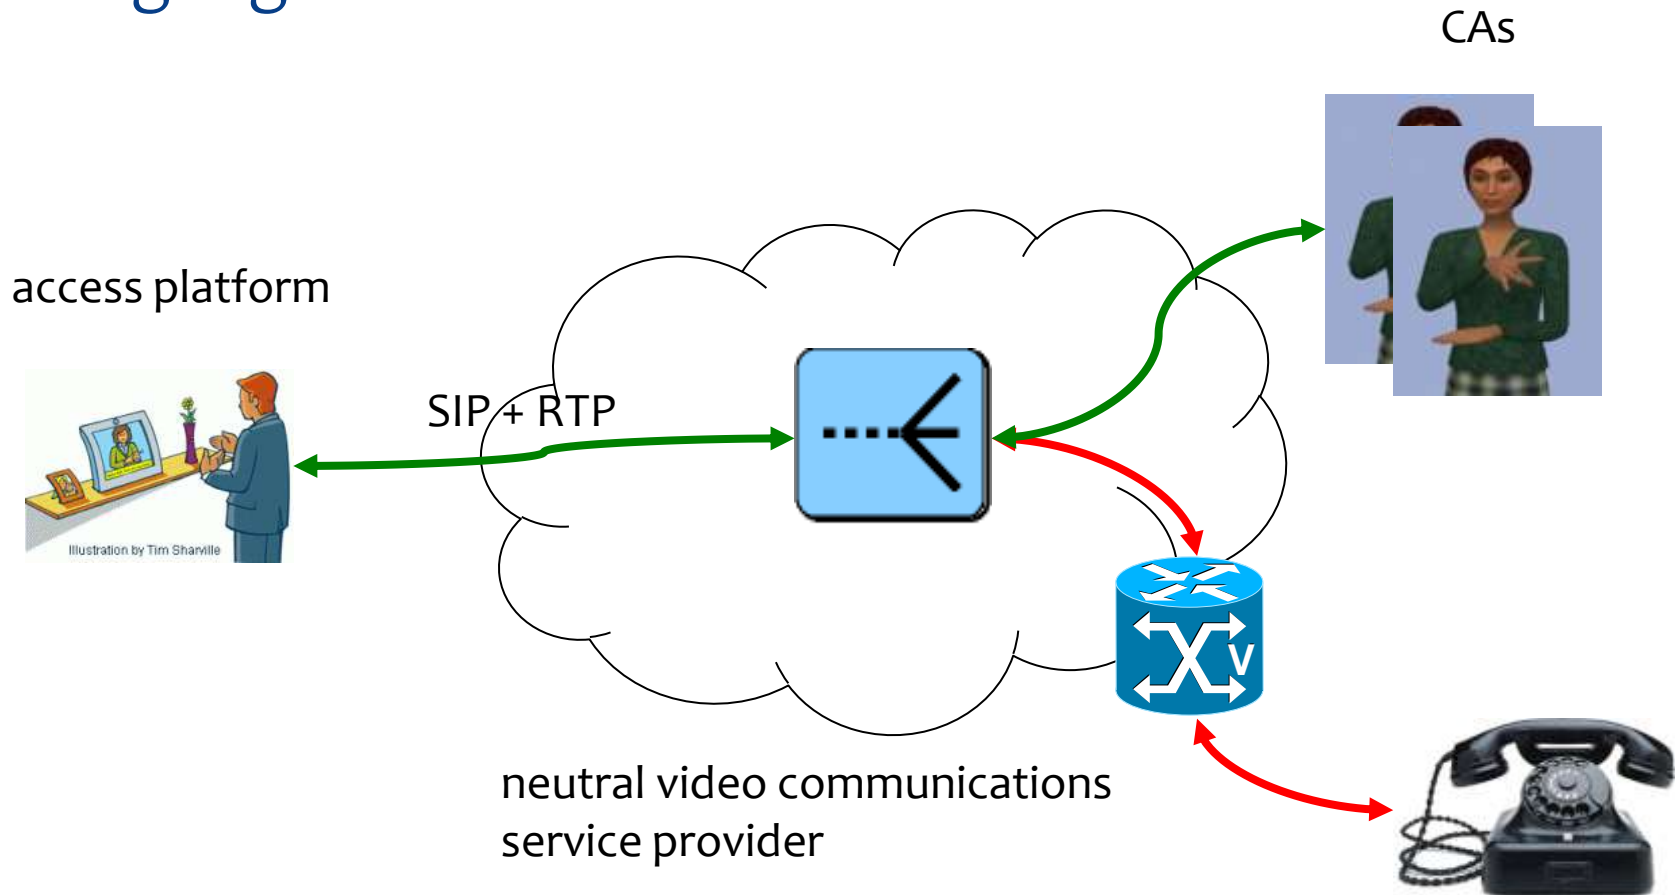 CAs
access platform
SIP + RTP
Illustration by Tim Sharville
V
neutral video communications
service provider